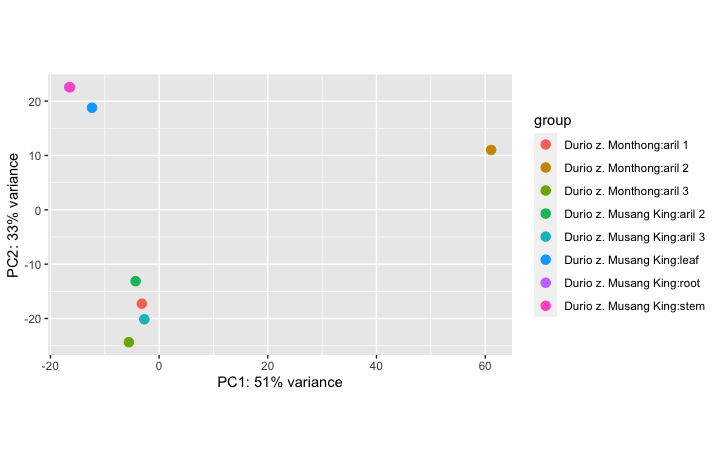 20
10
0
-10
-20
PC2: 33% variance
-20
0
20
40
60
PC1: 51% variance
group
Durio z. Monthong:aril 1
Durio z. Monthong:aril 2
Durio z. Monthong:aril 3
Durio z. Musang King:aril 2
Durio z. Musang King:aril 3
Durio z. Musang King:leaf
Durio z. Musang King:root
Durio z. Musang King:stem